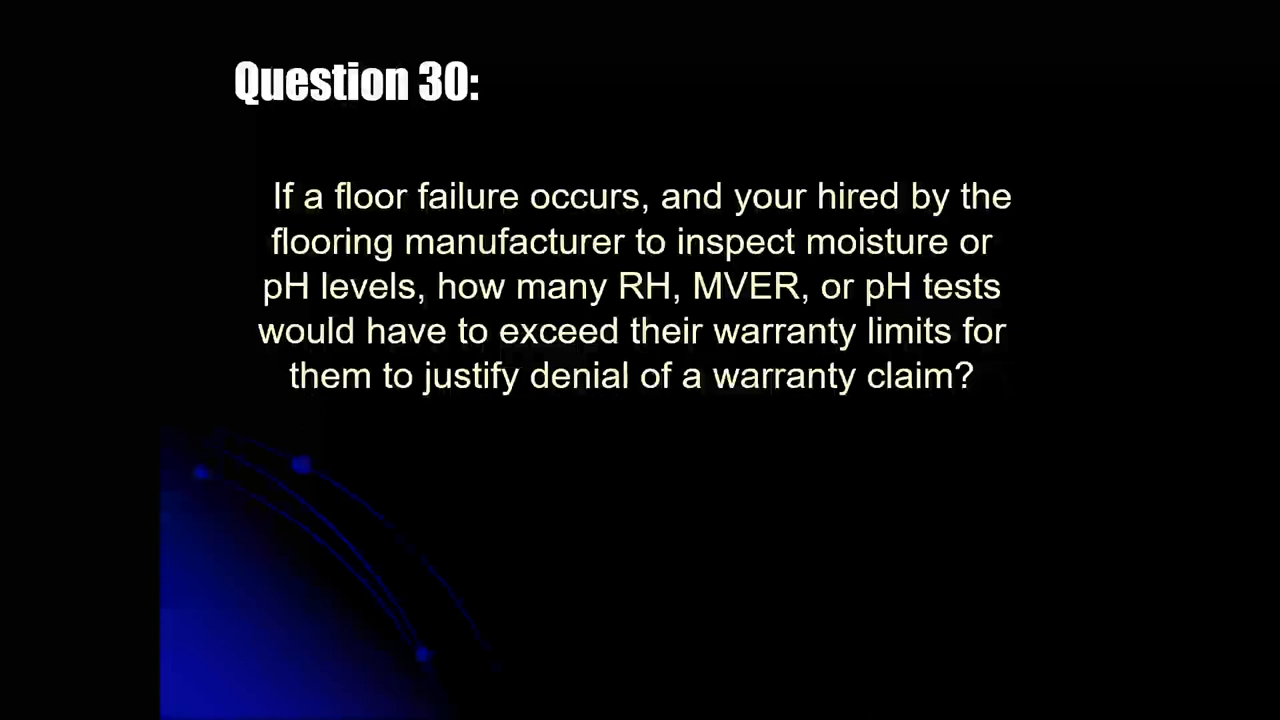 Question 30:
If a floor failure occurs, and your hired by the
flooring manufacturer to inspect moisture or
pH levels, how many RH, MVER, or pH tests
would have to exceed their warranty limits for
them to justify denial of a warranty claim?